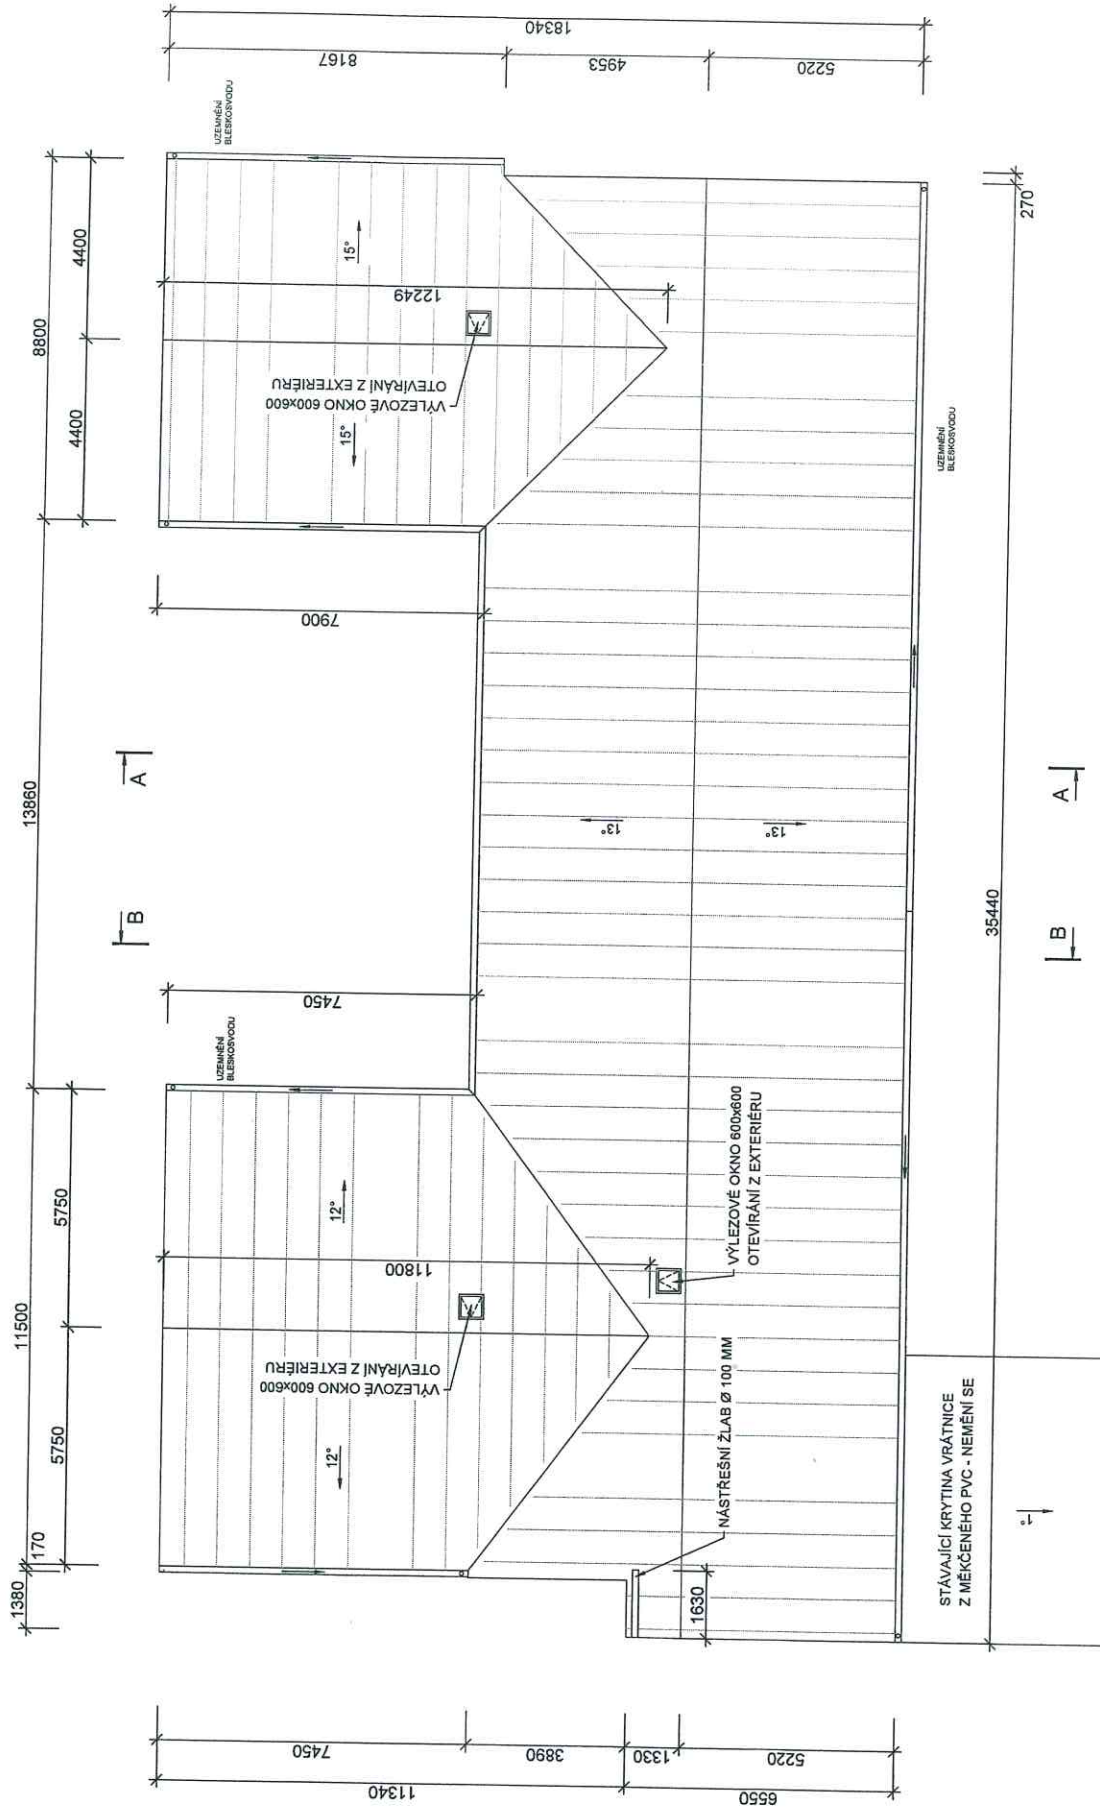 18340
8167
4953
5220
UZEMNĚNÍ
BLESKOSVODU
8800
4400
4400
15°
15°
12249
VÝLEZOVÉ OKNO 600x600
OTEVÍRÁNÍ Z EXTERIÉRU
270
UZEMNĚNÍ
BLESKOSVODU
7900
13860
A
A
B
B
13°
13°
35440
7450
UZEMNĚNÍ
BLESKOSVODU
11500
5750
5750
12°
12°
11800
VÝLEZOVÉ OKNO 600x600
OTEVÍRÁNÍ Z EXTERIÉRU
VÝLEZOVÉ OKNO 600x600
OTEVÍRÁNÍ Z EXTERIÉRU
NÁSTŘEŠNÍ ŽLAB Ø 100 MM
170
1380
1630
STÁVAJÍCÍ KRYTINA VRÁTNICE
Z MĚKČENÉHO PVC - NEMĚNÍ SE
1°
7450
3890
1330
5220
11340
6550